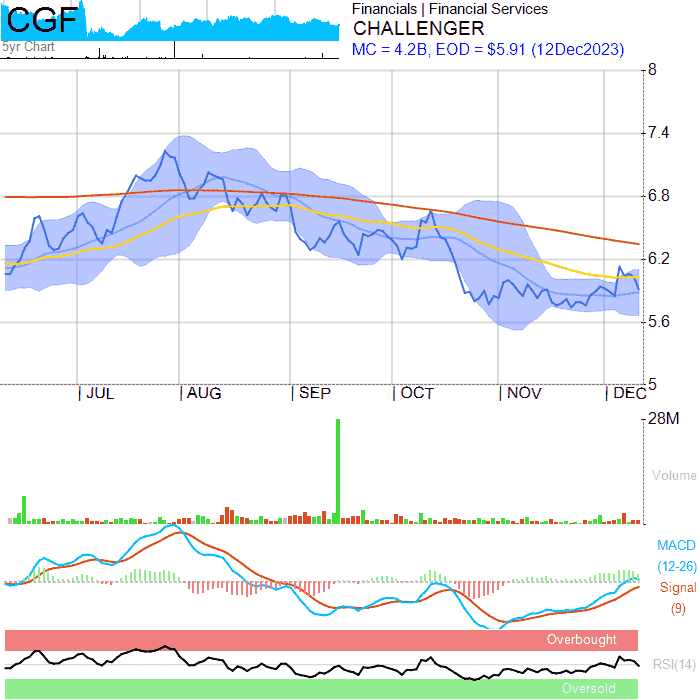 CGF
5yr Chart
Financials | Financial Services
CHALLENGER
MC = 4.2B, EOD = $5.91 (12Dec2023)
8
7.4
6.8
6.2
5.6
5
| JUL | AUG | SEP | OCT | NOV | DEC
28M
Volume
MACD
(12-26)
Signal
(9)
Overbought
RSI(14)
Oversold